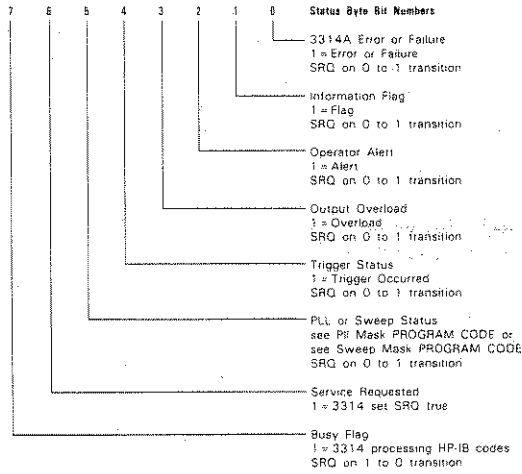 7 6 5 4 3 2 1 0 Status Byte Bit Numbers
3314A Error or Failure
1 = Error or Failure
SRQ on 0 to 1 transition
Information Flag
1 = Flag
SRQ on 0 to 1 transition
Operator Alert
1 = Alert
SRQ on 0 to 1 transition
Output Overload
1 = Overload
SRQ on 0 to 1 transition
Trigger Status
1 = Trigger Occurred
SRQ on 0 to 1 transition
PLL or Sweep Status
see Mask PROGRAM CODE or
see Sweep Mask PROGRAM CODE
SRQ on 0 to 1 transition
Service Requested
1 = 3314 set SRQ true
Busy Flag
1 = 3314 processing HP-IB codes
SRQ on 1 to 0 transition